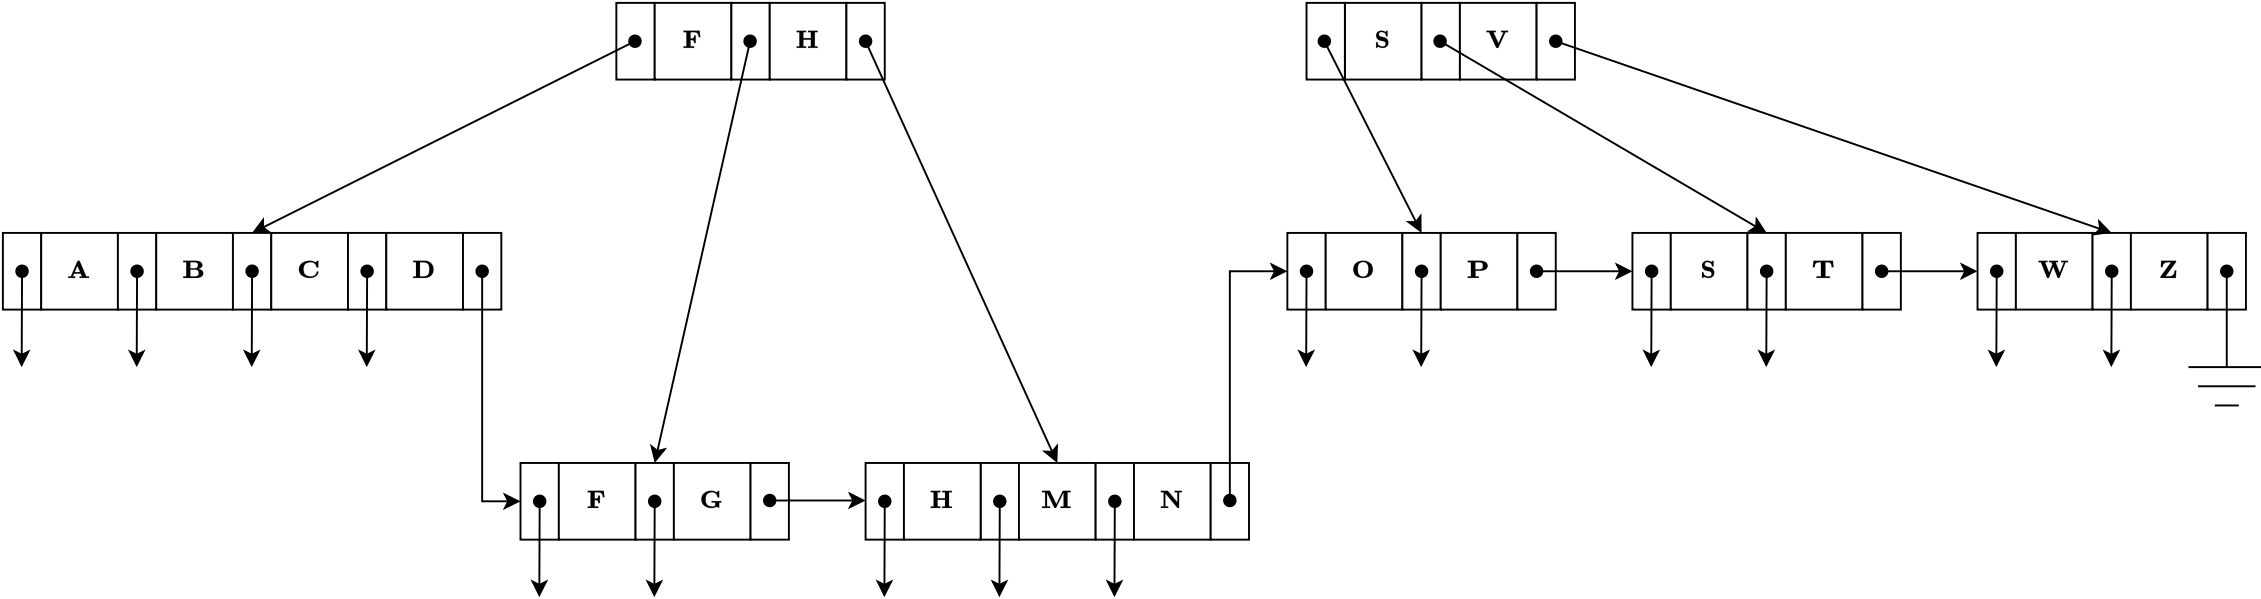 F H
S V
A B C D
O P
S T
W Z
F G
H M N